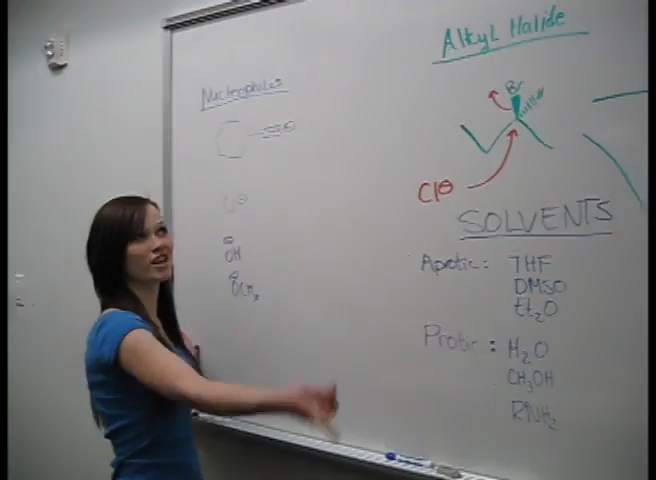 Alkyl Halide
Nucleophiles
Br
Cl⊖
⊖
OH
⊖
OCH₃
SOLVENTS
Aprotic: THF
DMSO
Et₂O
Protic: H₂O
CH₃OH
RNH₂